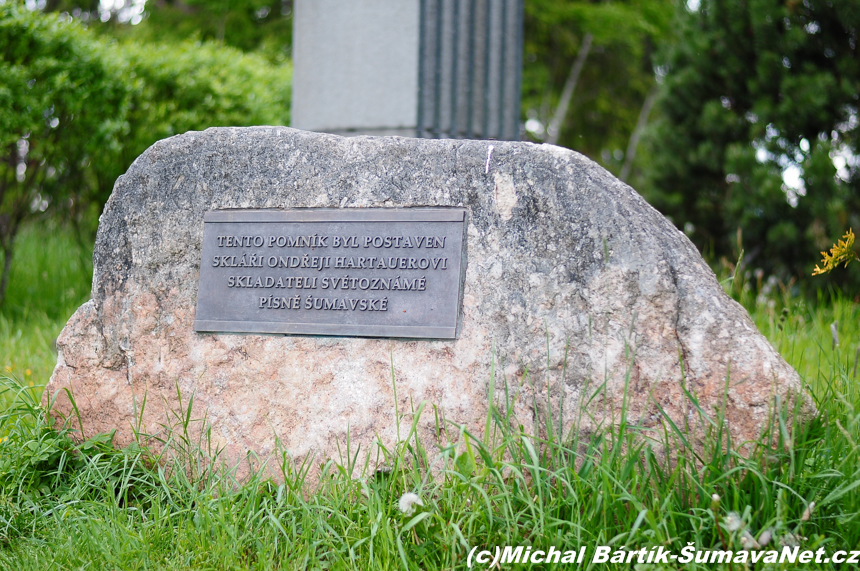 TENTO POMNÍK BYL POSTAVEN
SKLÁŘI ONDŘEJI HARTAUEROVI
SKLADATELI SVĚTOZNÁMÉ
PÍSNĚ ŠUMAVSKÉ
(c)Michal Bártík-ŠumavaNet.cz